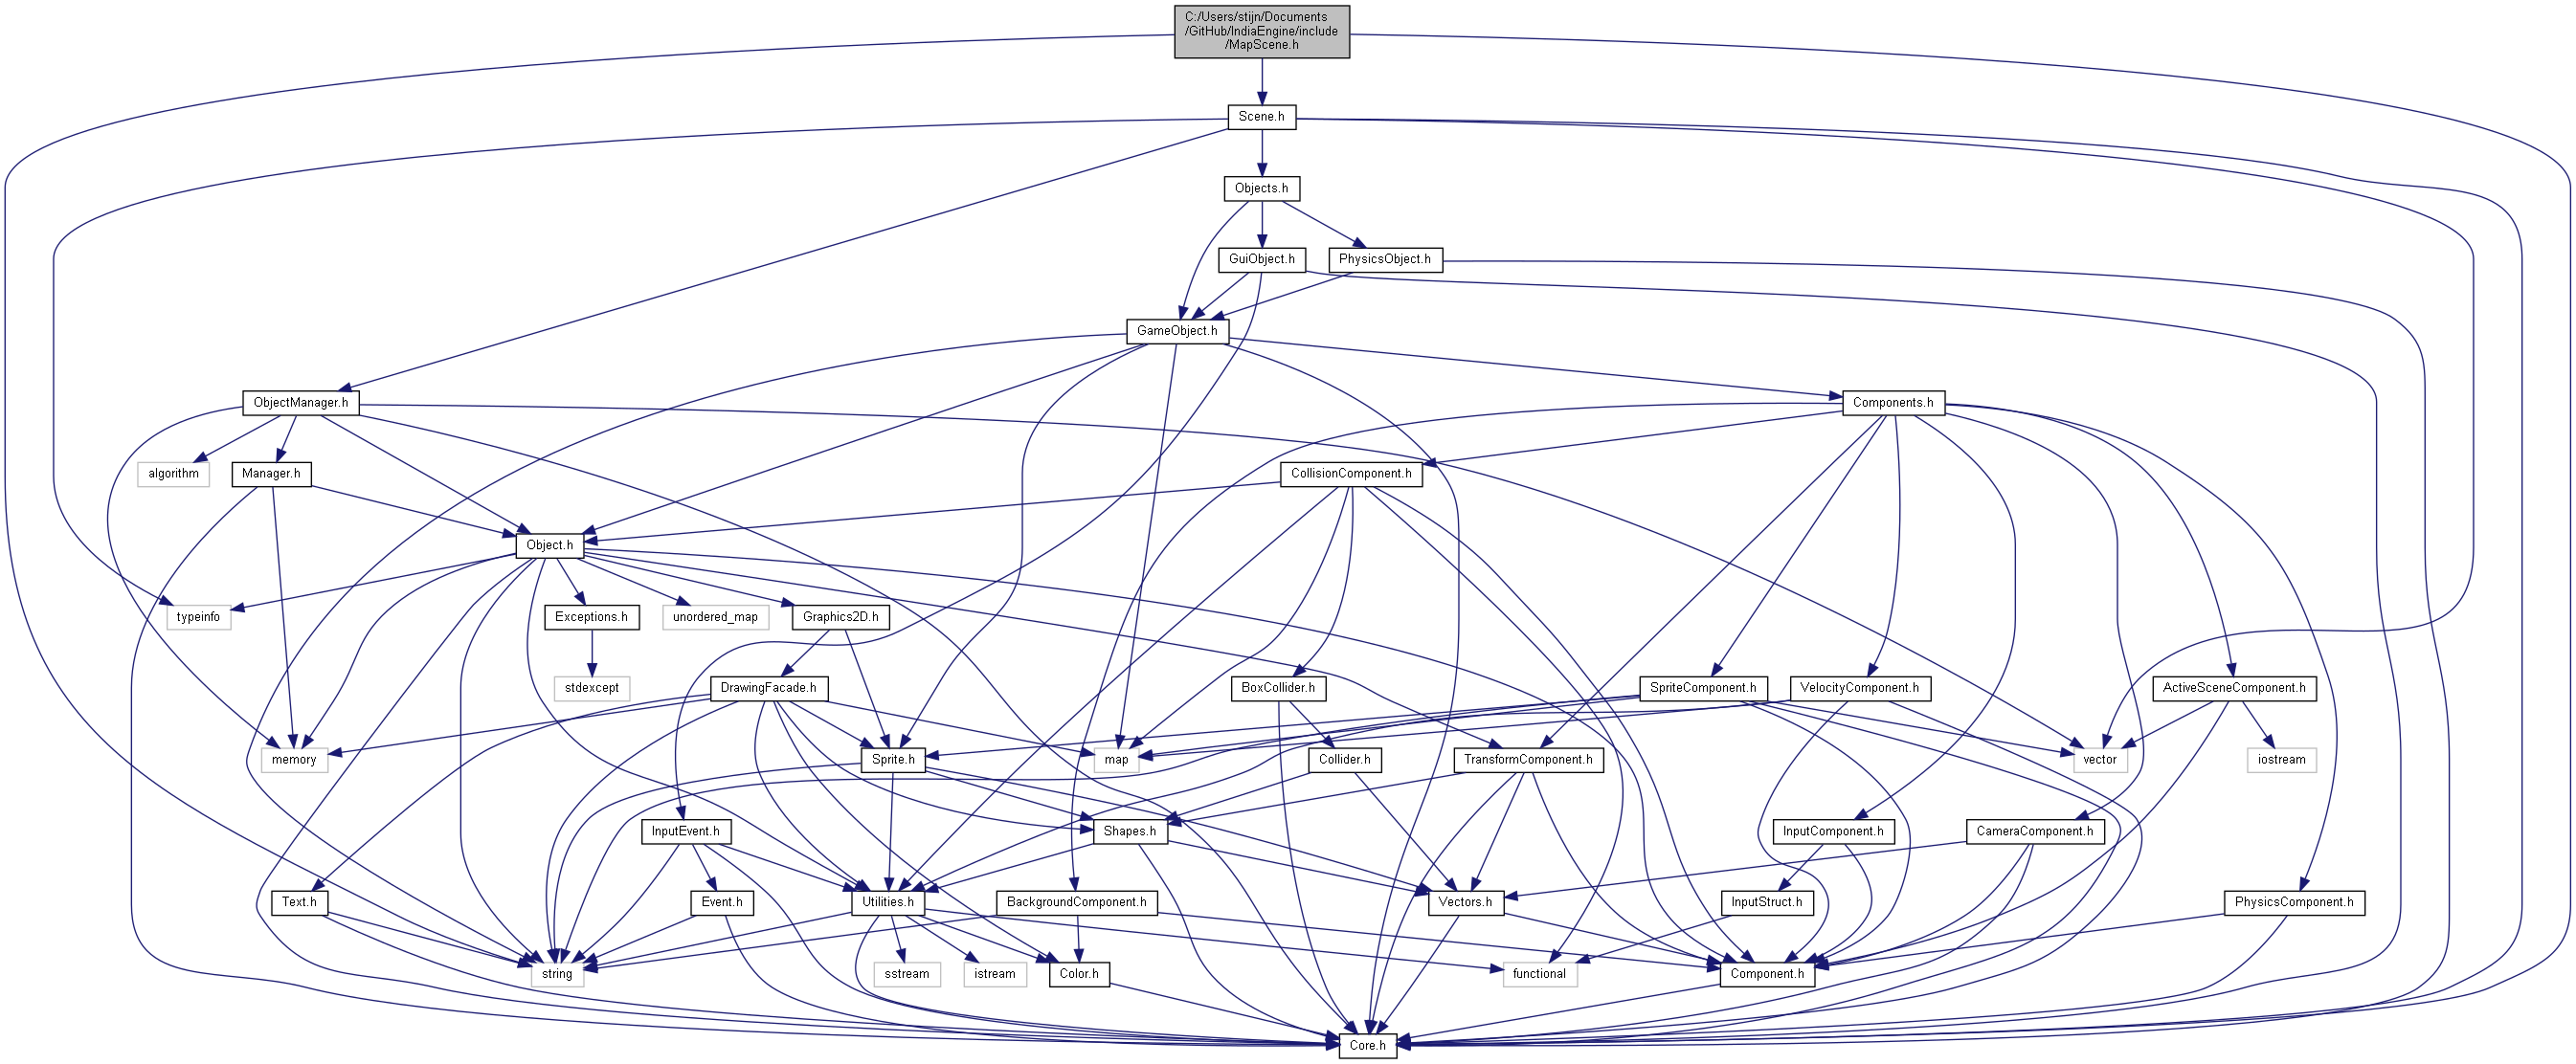 C:/Users/stijn/Documents
/GitHub/IndiaEngine/include
/MapScene.h
Scene.h
Objects.h
GuiObject.h
PhysicsObject.h
GameObject.h
ObjectManager.h
Components.h
algorithm
Manager.h
CollisionComponent.h
Object.h
typeinfo
Exceptions.h
unordered_map
Graphics2D.h
stdexcept
DrawingFacade.h
BoxCollider.h
SpriteComponent.h
VelocityComponent.h
ActiveSceneComponent.h
memory
Sprite.h
map
Collider.h
TransformComponent.h
vector
iostream
InputEvent.h
Shapes.h
InputComponent.h
CameraComponent.h
Text.h
Event.h
Utilities.h
BackgroundComponent.h
Vectors.h
InputStruct.h
PhysicsComponent.h
string
sstream
istream
Color.h
functional
Component.h
Core.h